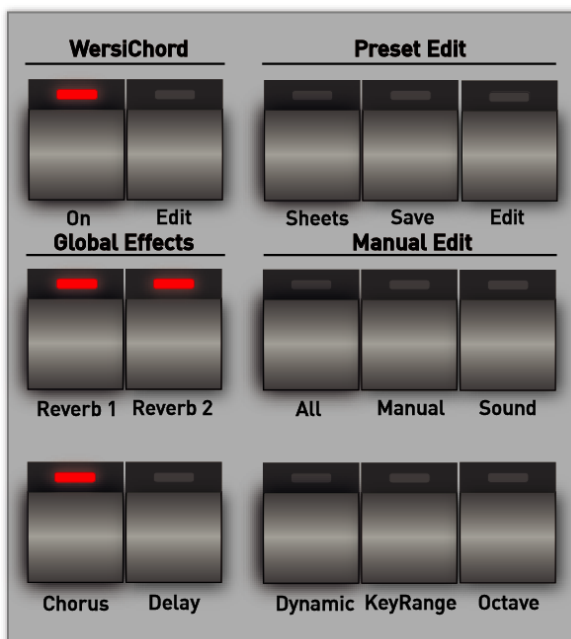 WersiChord Preset Edit
On Edit Sheets Save Edit
Global Effects Manual Edit
Reverb 1 Reverb 2 All Manual Sound
Chorus Delay Dynamic KeyRange Octave